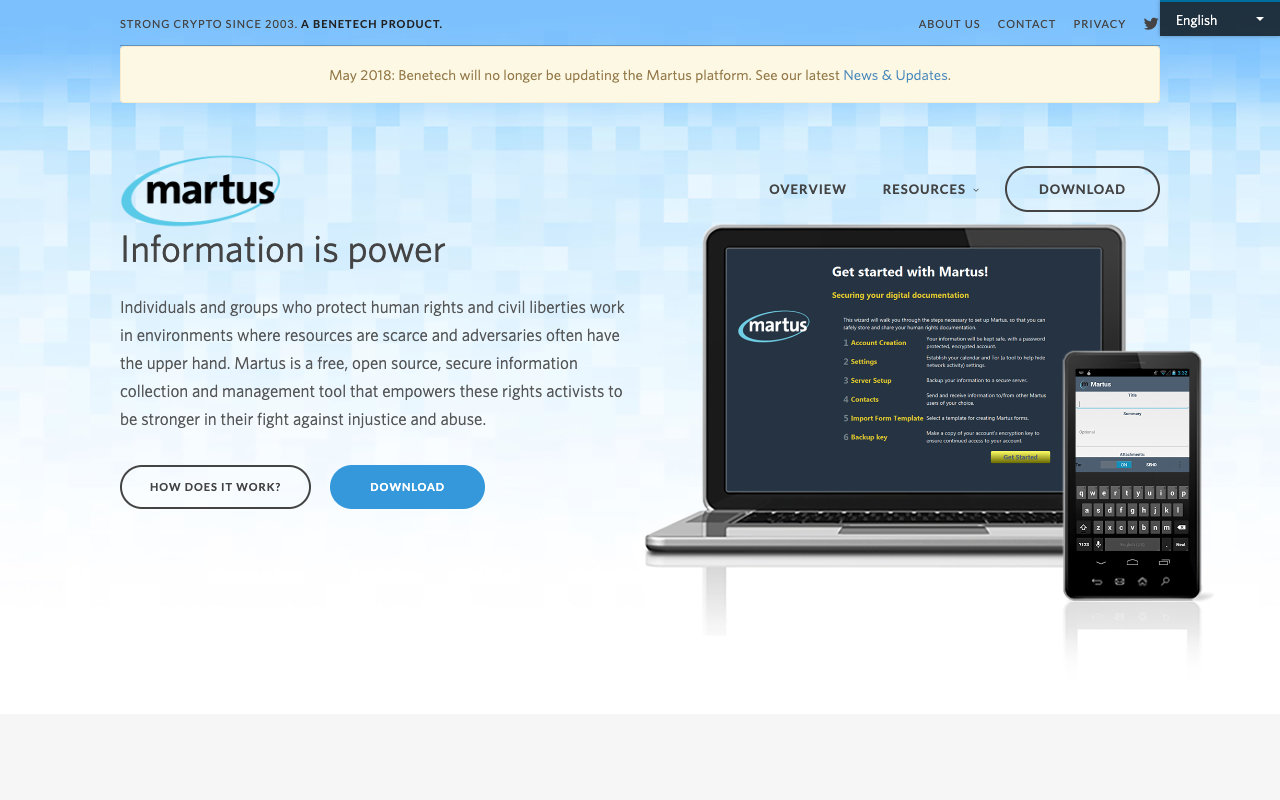 STRONG CRYPTO SINCE 2003. A BENETECH PRODUCT.
ABOUT US CONTACT PRIVACY
English
May 2018: Benetech will no longer be updating the Martus platform. See our latest News & Updates.
martus
OVERVIEW RESOURCES DOWNLOAD
Information is power
Individuals and groups who protect human rights and civil liberties work
in environments where resources are scarce and adversaries often have
the upper hand. Martus is a free, open source, secure information
collection and management tool that empowers these rights activists to
be stronger in their fight against injustice and abuse.
HOW DOES IT WORK? DOWNLOAD
Get started with Martus!
Securing your digital documentation
martus
This wizard will walk you through the steps necessary to set up Martus, so that you can
safely store and share your human rights documentation.
1 Account Creation Your information will be kept safe, with a password
protected, encrypted account.
2 Settings Establish your calendar and Tor (a tool to help hide
network activity) settings.
3 Server Setup Backup your information to a secure server.
4 Contacts Send and receive information to/from other Martus
users of your choice.
5 Import Form Template Select a template for creating Martus forms.
6 Backup key Make a copy of your account's encryption key to
ensure continued access to your account.
Get Started
3:32
Martus
Title
Summary
Optional
Attachments
ON SEND
q w e r t y u i o p
a s d f g h j k l
z x c v b n m
?123 . Next